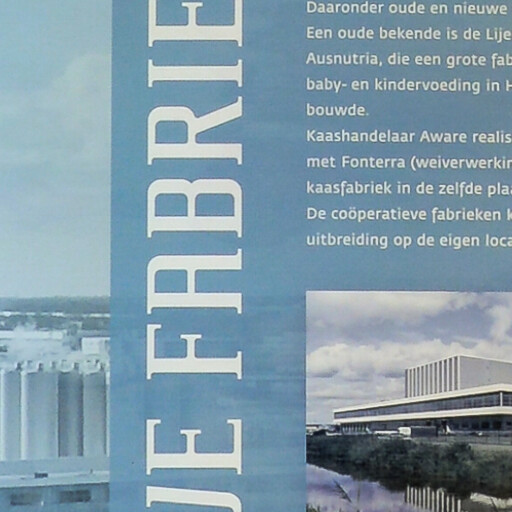 E FABRIE
Daaronder oude en nieuwe
Een oude bekende is de Lije
Ausnutria, die een grote fab
baby- en kindervoeding in H
bouwde.
Kaashandelaar Aware realis
met Fonterra (weiverwerkin
kaasfabriek in de zelfde plaa
De coöperatieve fabrieken k
uitbreiding op de eigen loca